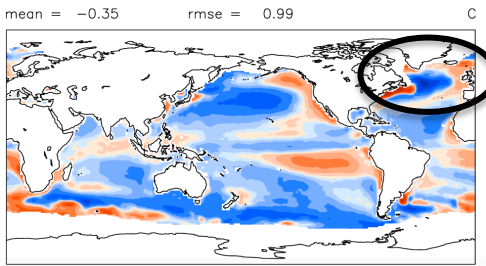 mean = -0.35 rmse = 0.99 C